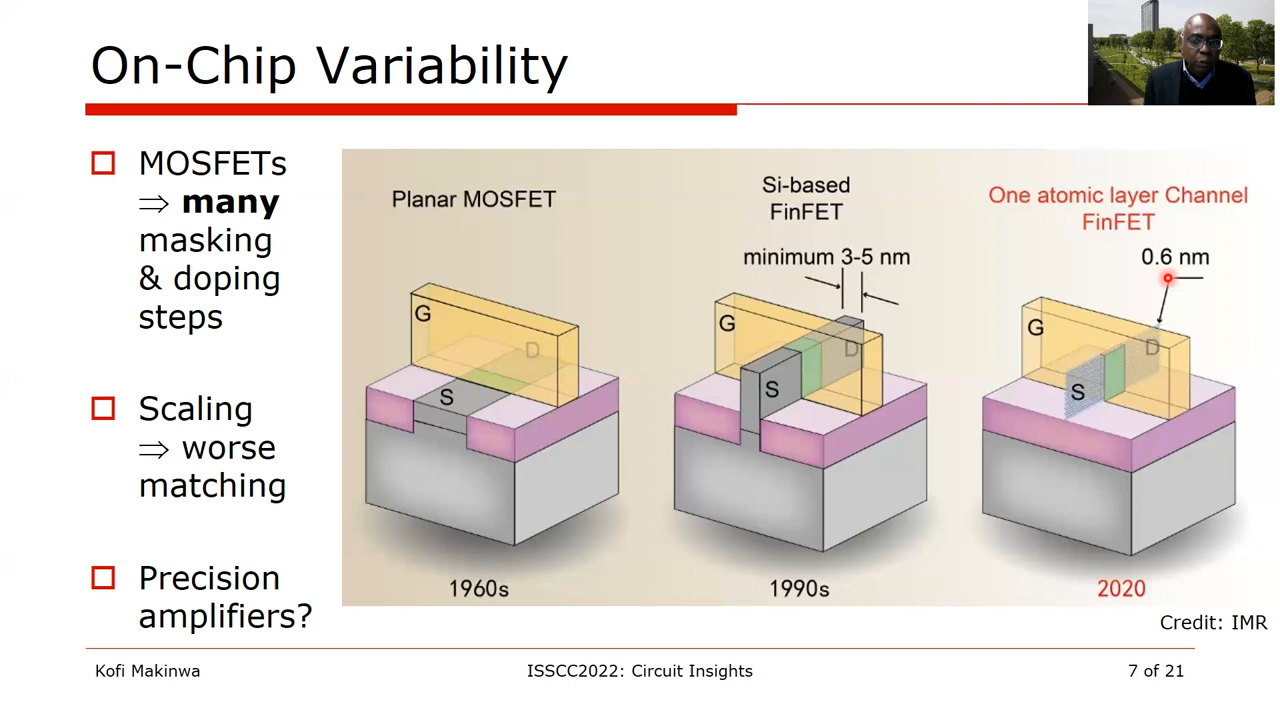 On-Chip Variability
MOSFETs
⇒ many
masking
& doping
steps
Scaling
⇒ worse
matching
Precision
amplifiers?
Planar MOSFET
G
D
S
1960s
Si-based
FinFET
minimum 3-5 nm
G
D
S
1990s
One atomic layer Channel
FinFET
0.6 nm
G
D
S
2020
Credit: IMR
Kofi Makinwa
ISSCC2022: Circuit Insights
7 of 21